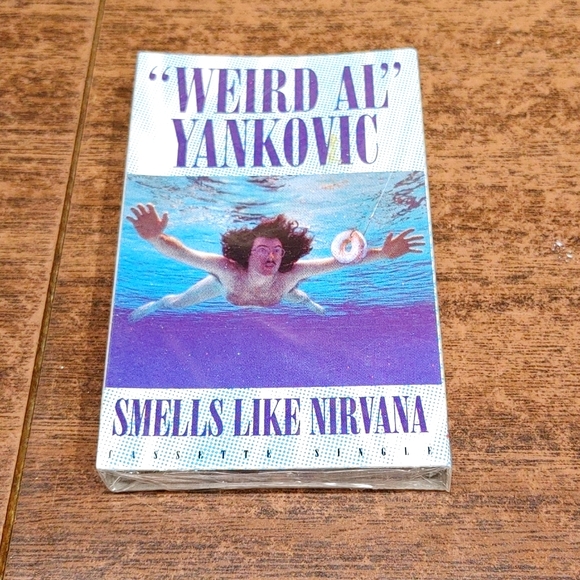 “WEIRD AL”
YANKOVIC
SMELLS LIKE NIRVANA
CASSETTE SINGLE